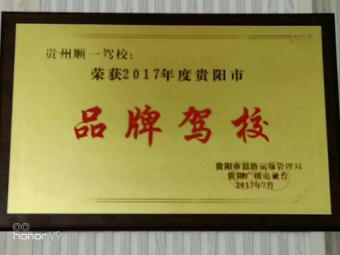 贵州顺一驾校:
荣获2017年度贵阳市
品牌驾校
贵阳市道路运输管理局
贵阳广播电视台
2017年7月
honor V9